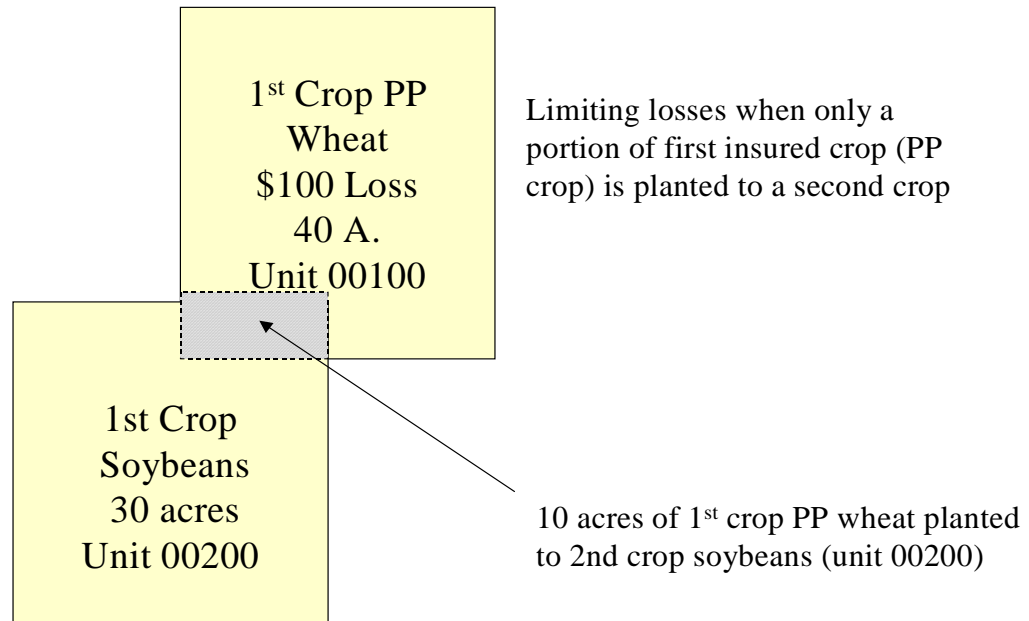 1st Crop PP
Wheat
$100 Loss
40 A.
Unit 00100
Limiting losses when only a
portion of first insured crop (PP
crop) is planted to a second crop
1st Crop
Soybeans
30 acres
Unit 00200
10 acres of 1st crop PP wheat planted
to 2nd crop soybeans (unit 00200)